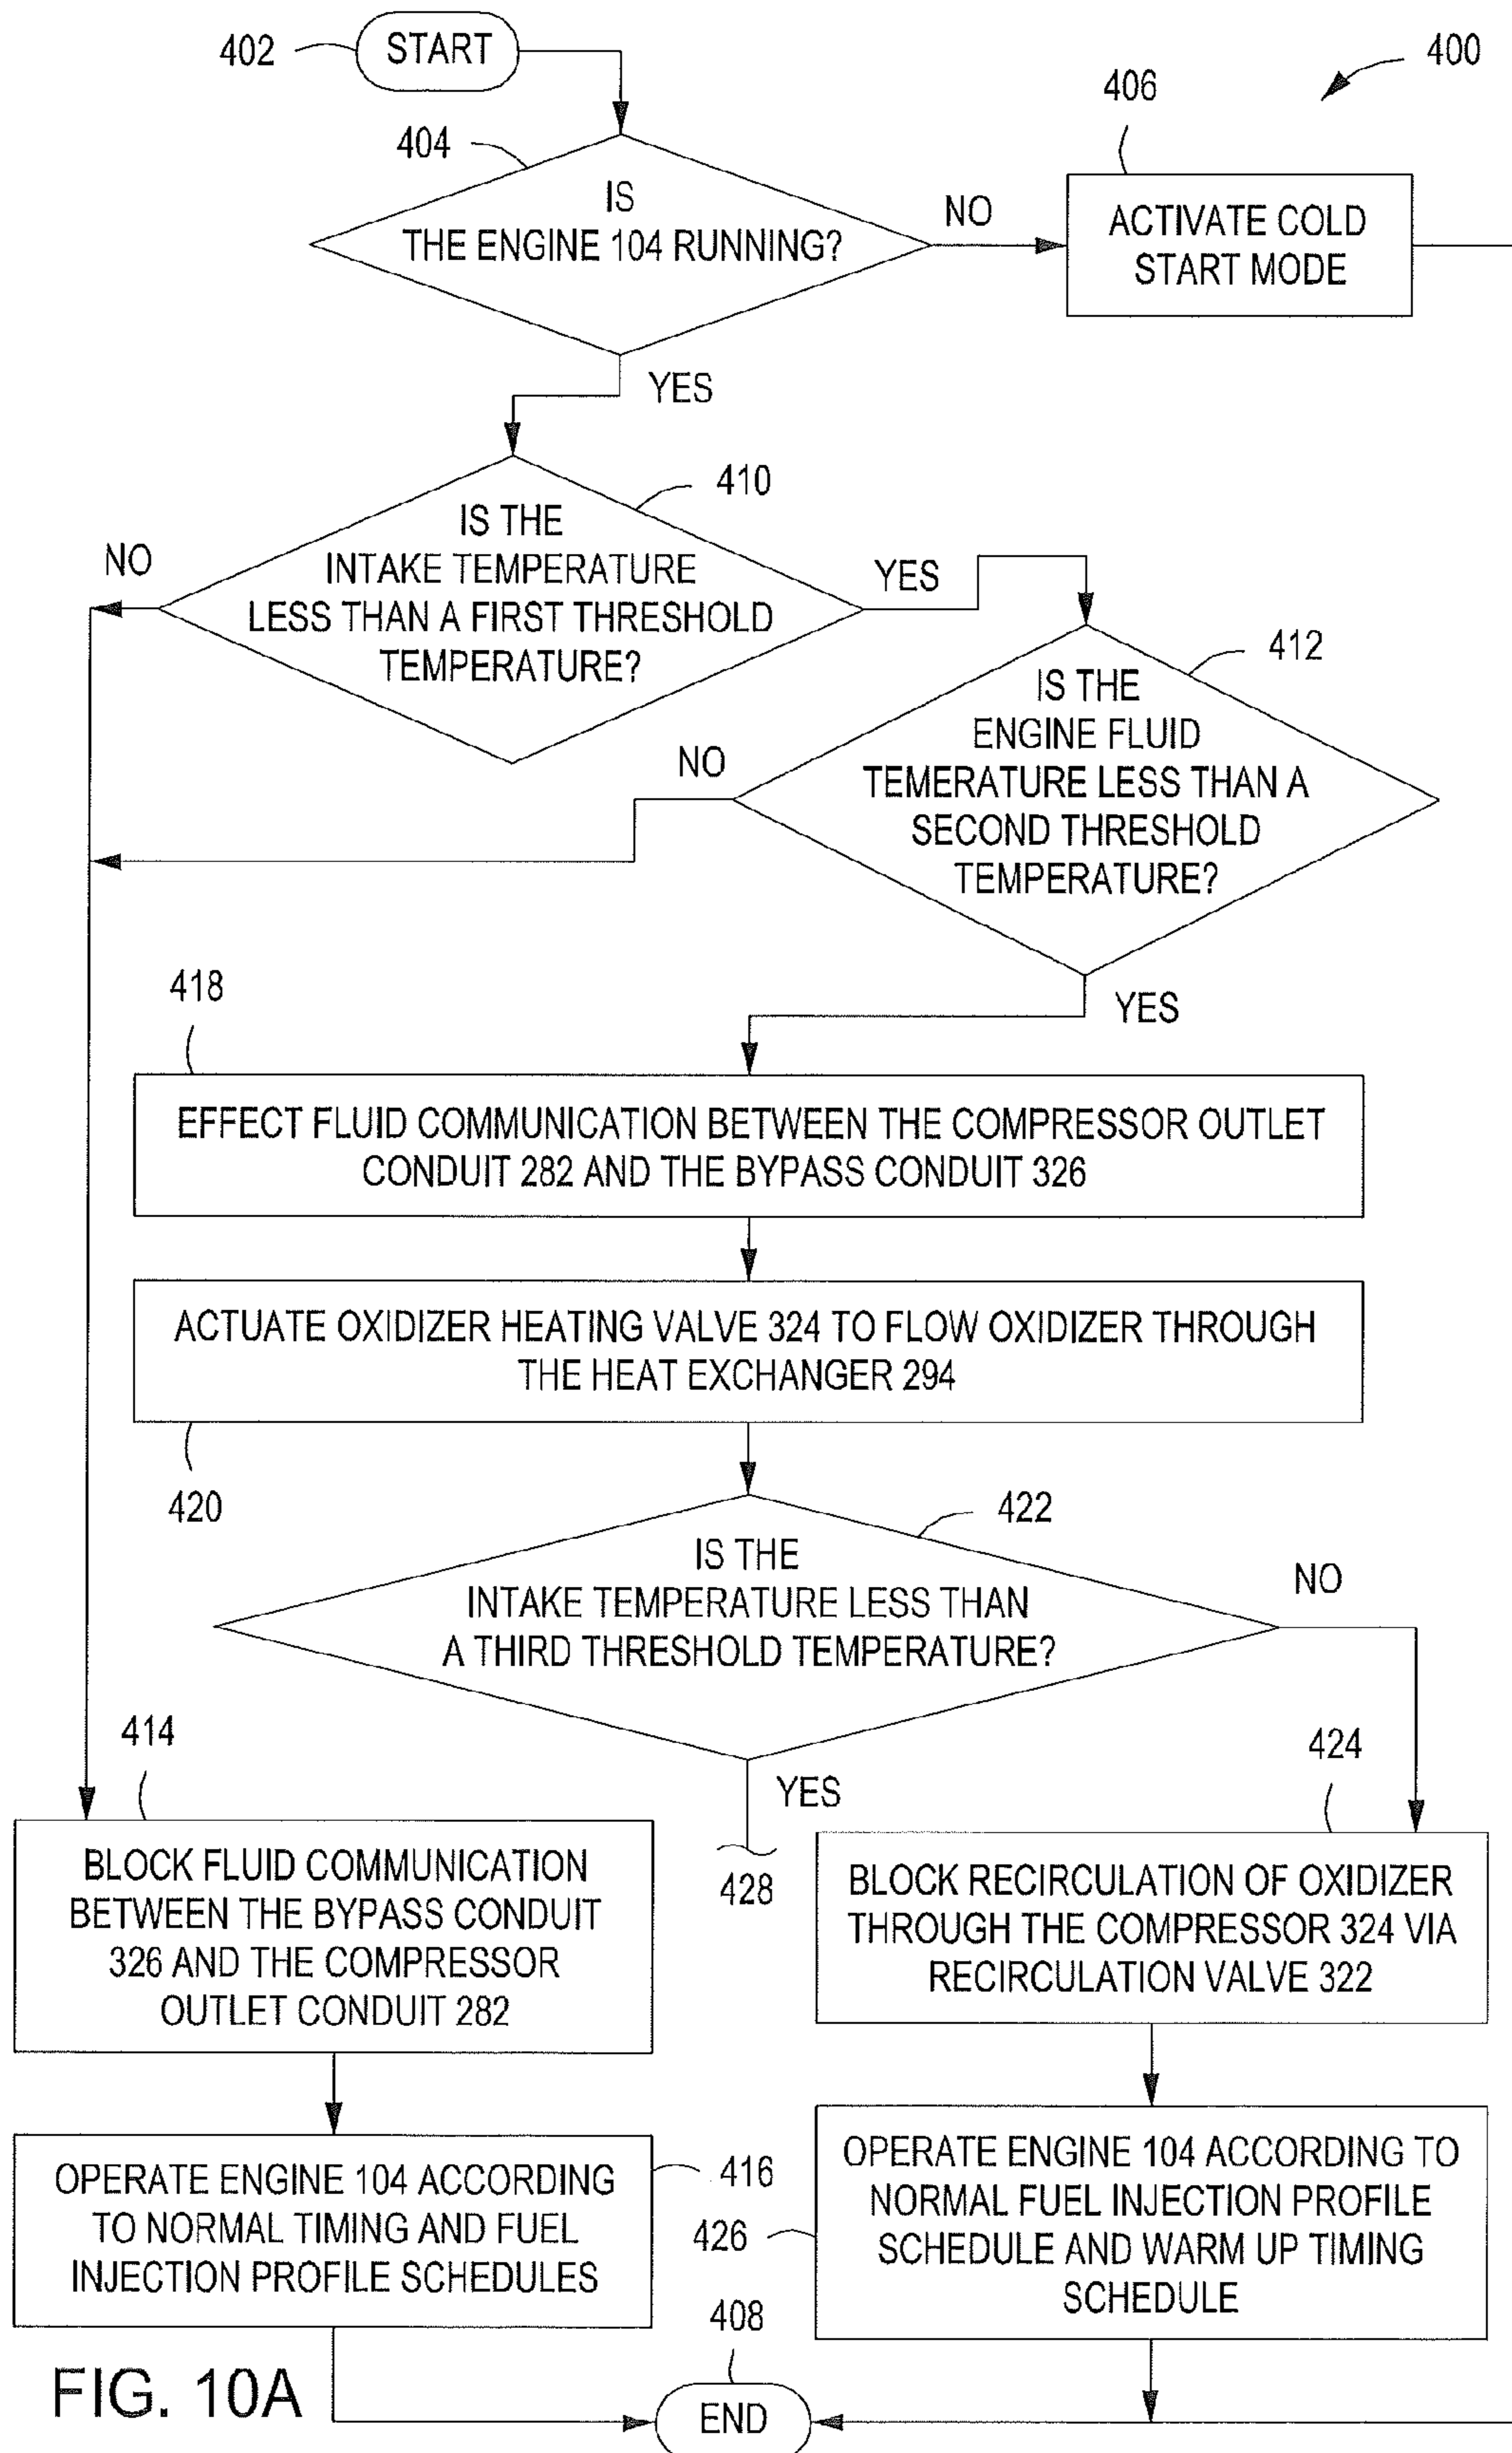 402
START
400
406
404
IS
THE ENGINE 104 RUNNING?
NO
ACTIVATE COLD
START MODE
YES
410
IS THE
INTAKE TEMPERATURE
LESS THAN A FIRST THRESHOLD
TEMPERATURE?
NO
YES
412
IS THE
ENGINE FLUID
TEMERATURE LESS THAN A
SECOND THRESHOLD
TEMPERATURE?
NO
YES
418
EFFECT FLUID COMMUNICATION BETWEEN THE COMPRESSOR OUTLET
CONDUIT 282 AND THE BYPASS CONDUIT 326
ACTUATE OXIDIZER HEATING VALVE 324 TO FLOW OXIDIZER THROUGH
THE HEAT EXCHANGER 294
420
422
IS THE
INTAKE TEMPERATURE LESS THAN
A THIRD THRESHOLD TEMPERATURE?
NO
YES
428
414
BLOCK FLUID COMMUNICATION
BETWEEN THE BYPASS CONDUIT
326 AND THE COMPRESSOR
OUTLET CONDUIT 282
424
BLOCK RECIRCULATION OF OXIDIZER
THROUGH THE COMPRESSOR 324 VIA
RECIRCULATION VALVE 322
OPERATE ENGINE 104 ACCORDING
TO NORMAL TIMING AND FUEL
INJECTION PROFILE SCHEDULES
416
426
OPERATE ENGINE 104 ACCORDING TO
NORMAL FUEL INJECTION PROFILE
SCHEDULE AND WARM UP TIMING
SCHEDULE
408
END
FIG. 10A